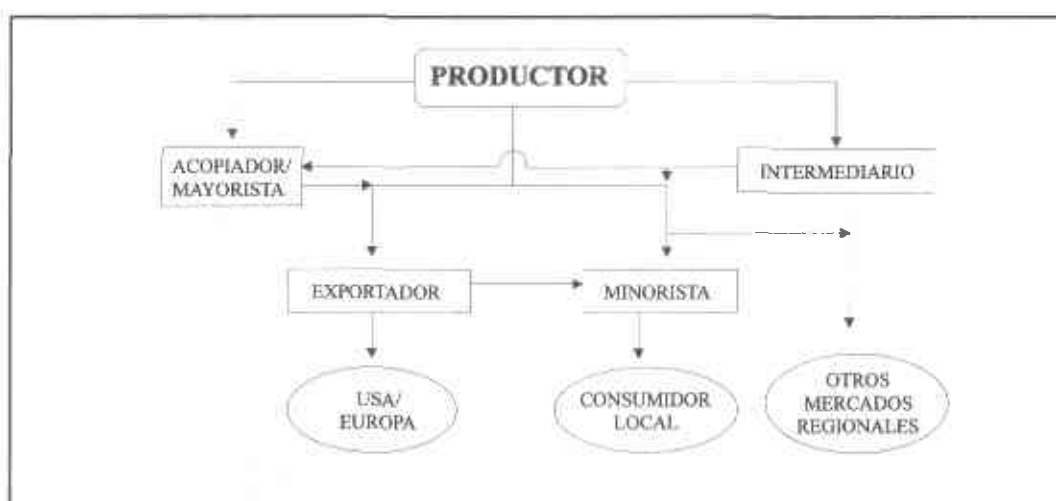 PRODUCTOR
ACOPIADOR/
MAYORISTA
INTERMEDIARIO
EXPORTADOR
MINORISTA
USA/
EUROPA
CONSUMIDOR
LOCAL
OTROS
MERCADOS
REGIONALES